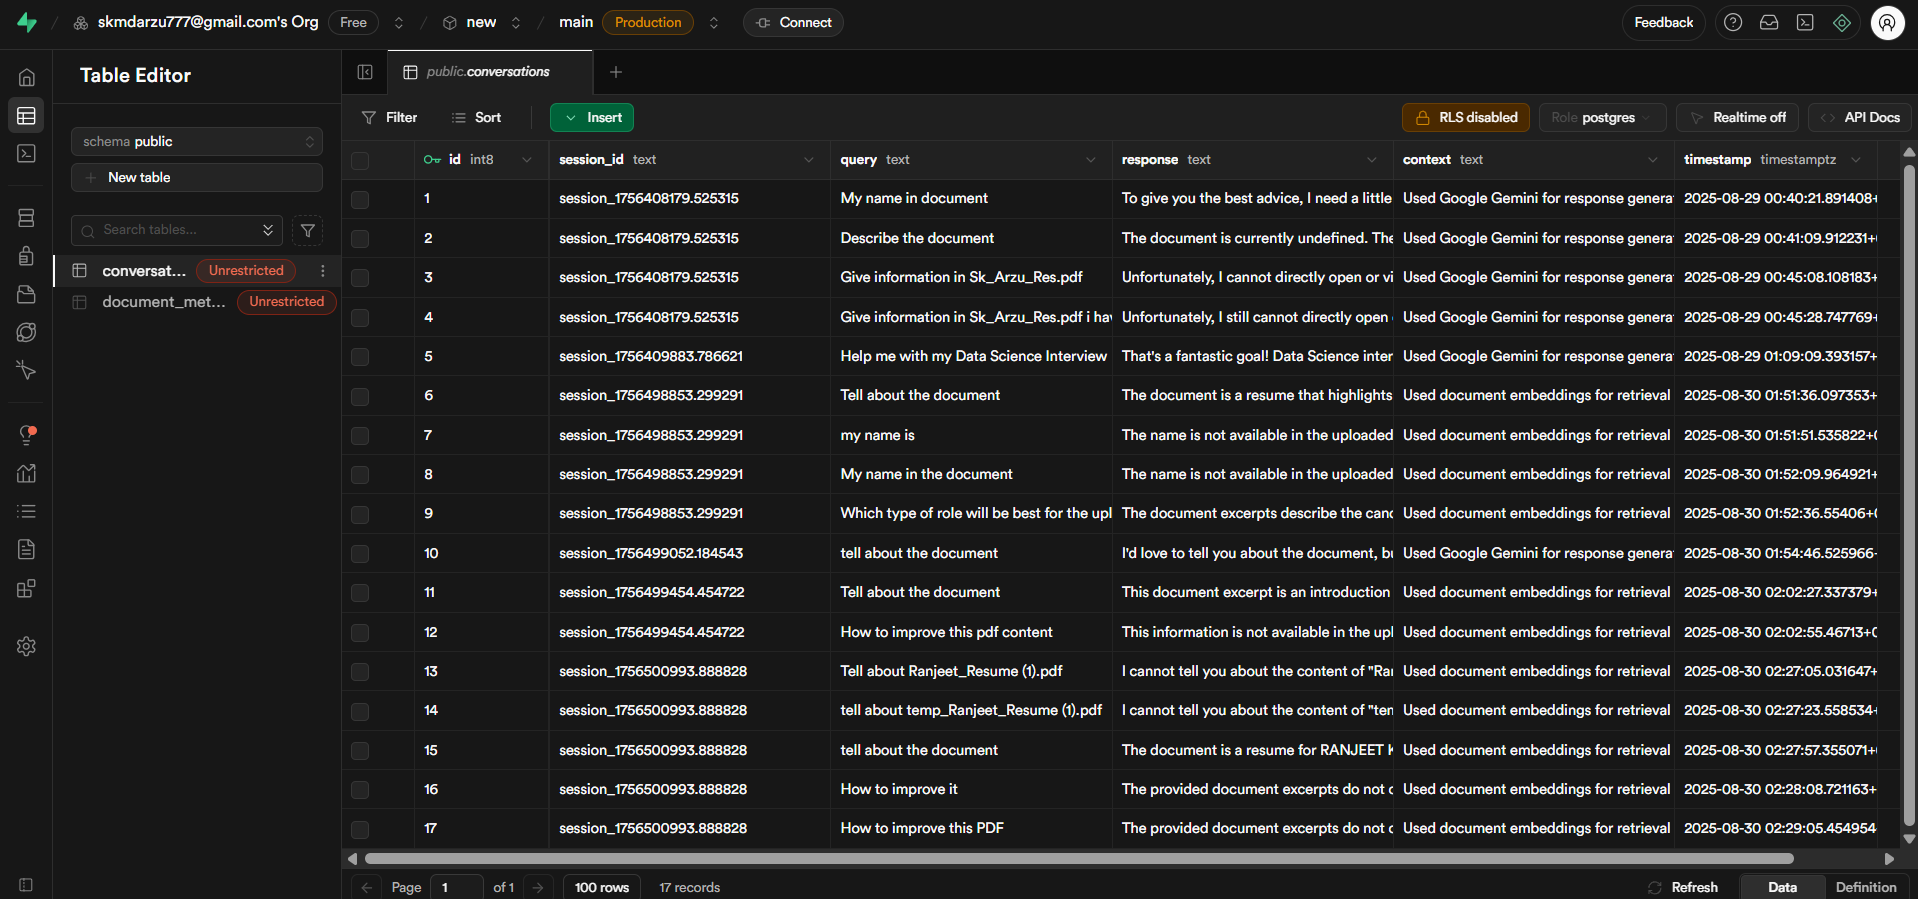 skmdarzu777@gmail.com's Org Free / new / main Production Connect Feedback
Table Editor
public.conversations
schema public
New table
Search tables...
conversat... Unrestricted
document_met... Unrestricted
Filter Sort Insert RLS disabled Role postgres Realtime off API Docs
id int8 session_id text query text response text context text timestamp timestamptz
1 session_1756408179.525315 My name in document To give you the best advice, I need a little Used Google Gemini for response genera 2025-08-29 00:40:21.891408+
2 session_1756408179.525315 Describe the document The document is currently undefined. The Used Google Gemini for response genera 2025-08-29 00:41:09.912231+
3 session_1756408179.525315 Give information in Sk_Arzu_Res.pdf Unfortunately, I cannot directly open or vi Used Google Gemini for response genera 2025-08-29 00:45:08.108183+
4 session_1756408179.525315 Give information in Sk_Arzu_Res.pdf i hav Unfortunately, I still cannot directly open Used Google Gemini for response genera 2025-08-29 00:45:28.747769+
5 session_1756409883.786621 Help me with my Data Science Interview That's a fantastic goal! Data Science inter Used Google Gemini for response genera 2025-08-29 01:09:09.393157+
6 session_1756498853.299291 Tell about the document The document is a resume that highlights Used document embeddings for retrieval 2025-08-30 01:51:36.097353+
7 session_1756498853.299291 my name is The name is not available in the uploaded Used document embeddings for retrieval 2025-08-30 01:51:51.535822+0
8 session_1756498853.299291 My name in the document The name is not available in the uploaded Used document embeddings for retrieval 2025-08-30 01:52:09.964921+
9 session_1756498853.299291 Which type of role will be best for the upl The document excerpts describe the canc Used document embeddings for retrieval 2025-08-30 01:52:36.55406+0
10 session_1756499052.184543 tell about the document I'd love to tell you about the document, bu Used Google Gemini for response genera 2025-08-30 01:54:46.525966
11 session_1756499454.454722 Tell about the document This document excerpt is an introduction Used document embeddings for retrieval 2025-08-30 02:02:27.337379+
12 session_1756499454.454722 How to improve this pdf content This information is not available in the upl Used document embeddings for retrieval 2025-08-30 02:02:55.46713+0
13 session_1756500993.888828 Tell about Ranjeet_Resume (1).pdf I cannot tell you about the content of "Rar Used document embeddings for retrieval 2025-08-30 02:27:05.031647+
14 session_1756500993.888828 tell about temp_Ranjeet_Resume (1).pdf I cannot tell you about the content of "ten Used document embeddings for retrieval 2025-08-30 02:27:23.558534+
15 session_1756500993.888828 tell about the document The document is a resume for RANJEET K Used document embeddings for retrieval 2025-08-30 02:27:57.355071+
16 session_1756500993.888828 How to improve it The provided document excerpts do not c Used document embeddings for retrieval 2025-08-30 02:28:08.721163+
17 session_1756500993.888828 How to improve this PDF The provided document excerpts do not c Used document embeddings for retrieval 2025-08-30 02:29:05.454954
Page 1 of 1 100 rows 17 records Refresh Data Definition